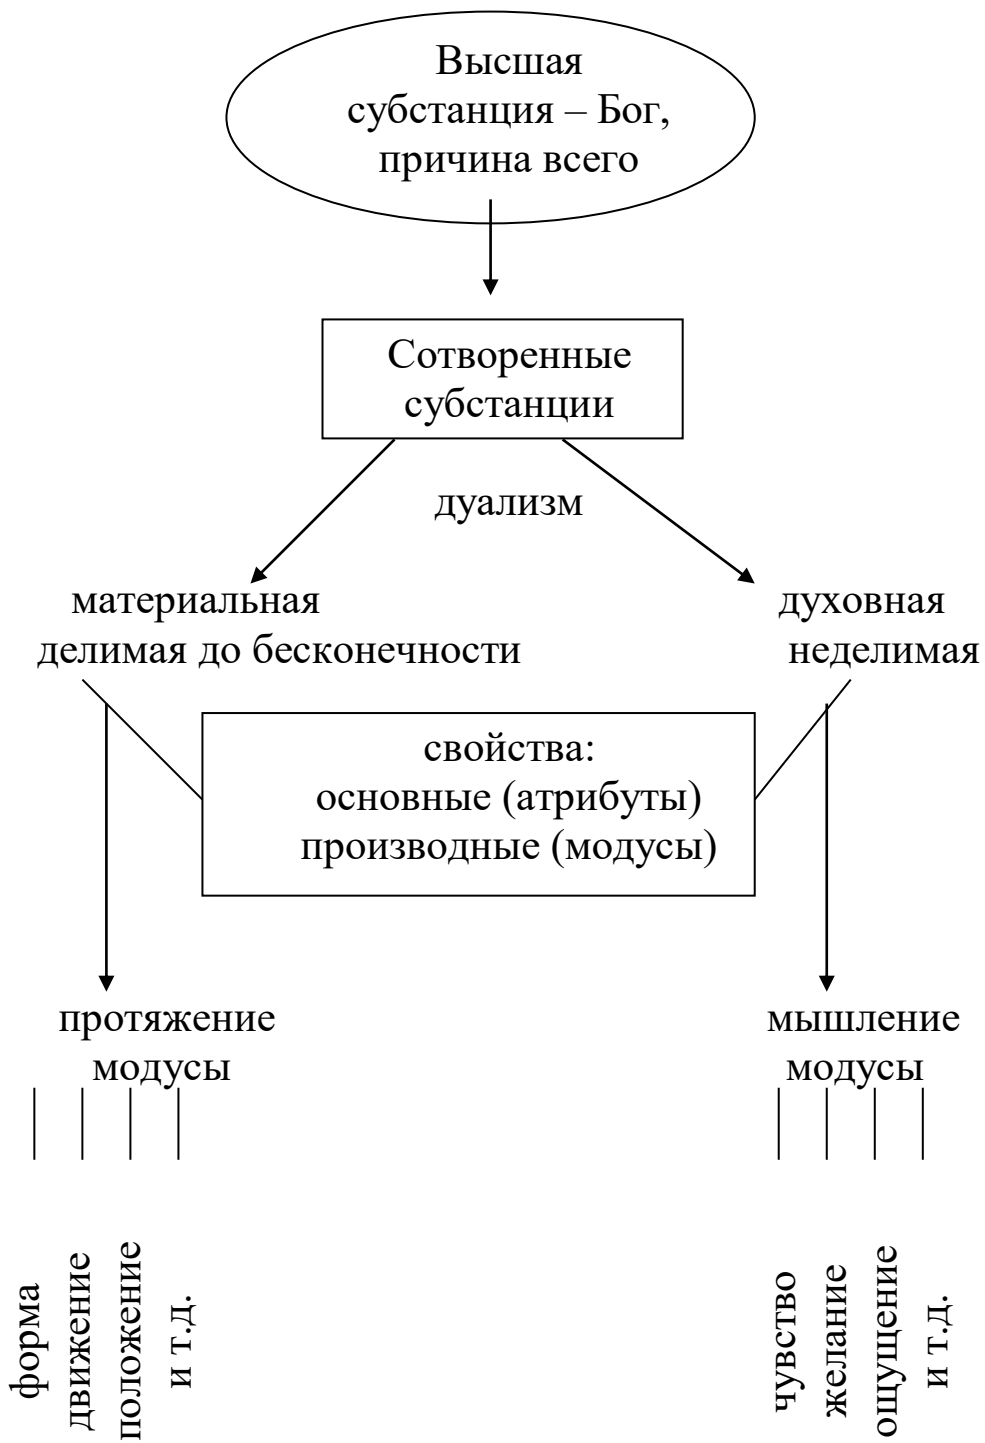 Высшая
субстанция – Бог,
причина всего
Сотворенные
субстанции
дуализм
материальная
делимая до бесконечности
духовная
неделимая
свойства:
основные (атрибуты)
производные (модусы)
протяжение
модусы
мышление
модусы
форма
движение
положение
и т.д.
чувство
желание
ощущение
и т.д.